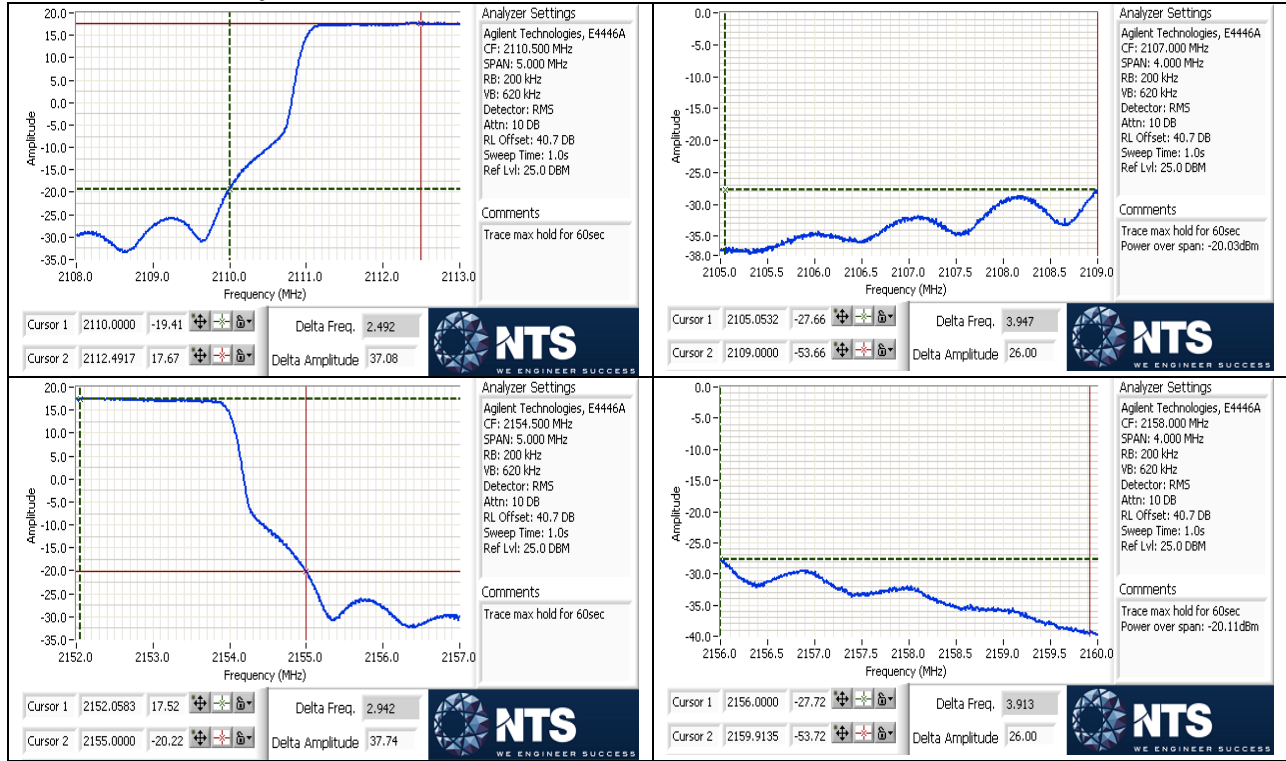 20.0
15.0
10.0
5.0
0.0
-5.0
-10.0
-15.0
-20.0
-25.0
-30.0
-35.0
Amplitude
2108.0 2109.0 2110.0 2111.0 2112.0 2113.0
Frequency (MHz)
Analyzer Settings
Agilent Technologies, E4446A
CF: 2110.500 MHz
SPAN: 5.000 MHz
RB: 200 kHz
VB: 620 kHz
Detector: RMS
Attn: 10 DB
RL Offset: 40.7 DB
Sweep Time: 1.0s
Ref Lvl: 25.0 DBM
Comments
Trace max hold for 60sec
Cursor 1 2110.0000 -19.41
Cursor 2 2112.4917 17.67
Delta Freq. 2.492
Delta Amplitude 37.08
NTS
WE ENGINEER SUCCESS
0.0
-5.0
-10.0
-15.0
-20.0
-25.0
-30.0
-35.0
-38.0
Amplitude
2105.0 2105.5 2106.0 2106.5 2107.0 2107.5 2108.0 2108.5 2109.0
Frequency (MHz)
Analyzer Settings
Agilent Technologies, E4446A
CF: 2107.000 MHz
SPAN: 4.000 MHz
RB: 200 kHz
VB: 620 kHz
Detector: RMS
Attn: 10 DB
RL Offset: 40.7 DB
Sweep Time: 1.0s
Ref Lvl: 25.0 DBM
Comments
Trace max hold for 60sec
Power over span: -20.03dBm
Cursor 1 2105.0532 -27.66
Cursor 2 2109.0000 -53.66
Delta Freq. 3.947
Delta Amplitude 26.00
NTS
WE ENGINEER SUCCESS
20.0
15.0
10.0
5.0
0.0
-5.0
-10.0
-15.0
-20.0
-25.0
-30.0
-35.0
Amplitude
2152.0 2153.0 2154.0 2155.0 2156.0 2157.0
Frequency (MHz)
Analyzer Settings
Agilent Technologies, E4446A
CF: 2154.500 MHz
SPAN: 5.000 MHz
RB: 200 kHz
VB: 620 kHz
Detector: RMS
Attn: 10 DB
RL Offset: 40.7 DB
Sweep Time: 1.0s
Ref Lvl: 25.0 DBM
Comments
Trace max hold for 60sec
Cursor 1 2152.0583 17.52
Cursor 2 2155.0000 -20.22
Delta Freq. 2.942
Delta Amplitude 37.74
NTS
WE ENGINEER SUCCESS
0.0
-5.0
-10.0
-15.0
-20.0
-25.0
-30.0
-35.0
-40.0
Amplitude
2156.0 2156.5 2157.0 2157.5 2158.0 2158.5 2159.0 2159.5 2160.0
Frequency (MHz)
Analyzer Settings
Agilent Technologies, E4446A
CF: 2158.000 MHz
SPAN: 4.000 MHz
RB: 200 kHz
VB: 620 kHz
Detector: RMS
Attn: 10 DB
RL Offset: 40.7 DB
Sweep Time: 1.0s
Ref Lvl: 25.0 DBM
Comments
Trace max hold for 60sec
Power over span: -20.11dBm
Cursor 1 2156.0000 -27.72
Cursor 2 2159.9135 -53.72
Delta Freq. 3.913
Delta Amplitude 26.00
NTS
WE ENGINEER SUCCESS